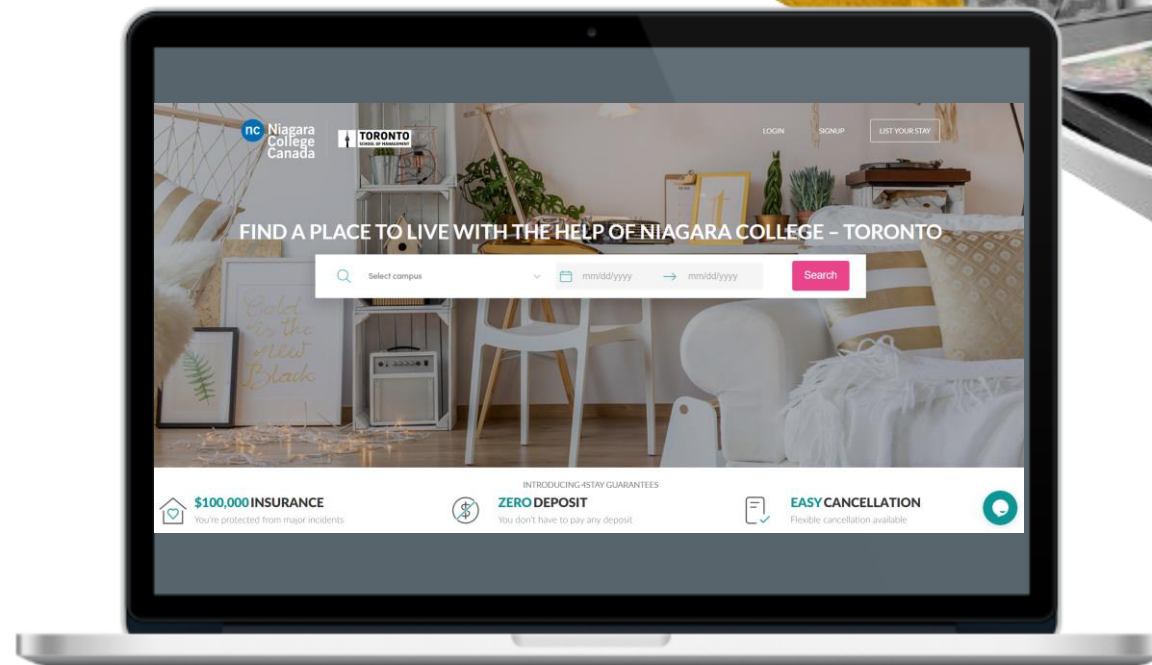 nc Niagara
College
Canada
TORONTO
SCHOOL OF MANAGEMENT
LOGIN SIGNUP LIST YOUR STAY
FIND A PLACE TO LIVE WITH THE HELP OF NIAGARA COLLEGE – TORONTO
Select campus mm/dd/yyyy → mm/dd/yyyy Search
Color
is the
new
Black
INTRODUCING 4STAY GUARANTEES
$100,000 INSURANCE ZERO DEPOSIT EASY CANCELLATION
You're protected from major incidents You don't have to pay any deposit Flexible cancellation available